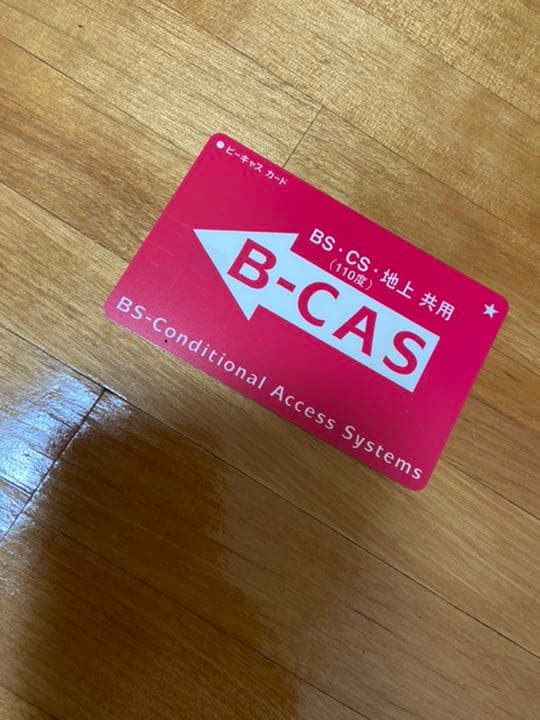 ビーキャス カード
BS・CS・地上 共用
（110度）
B-CAS
BS-Conditional Access Systems